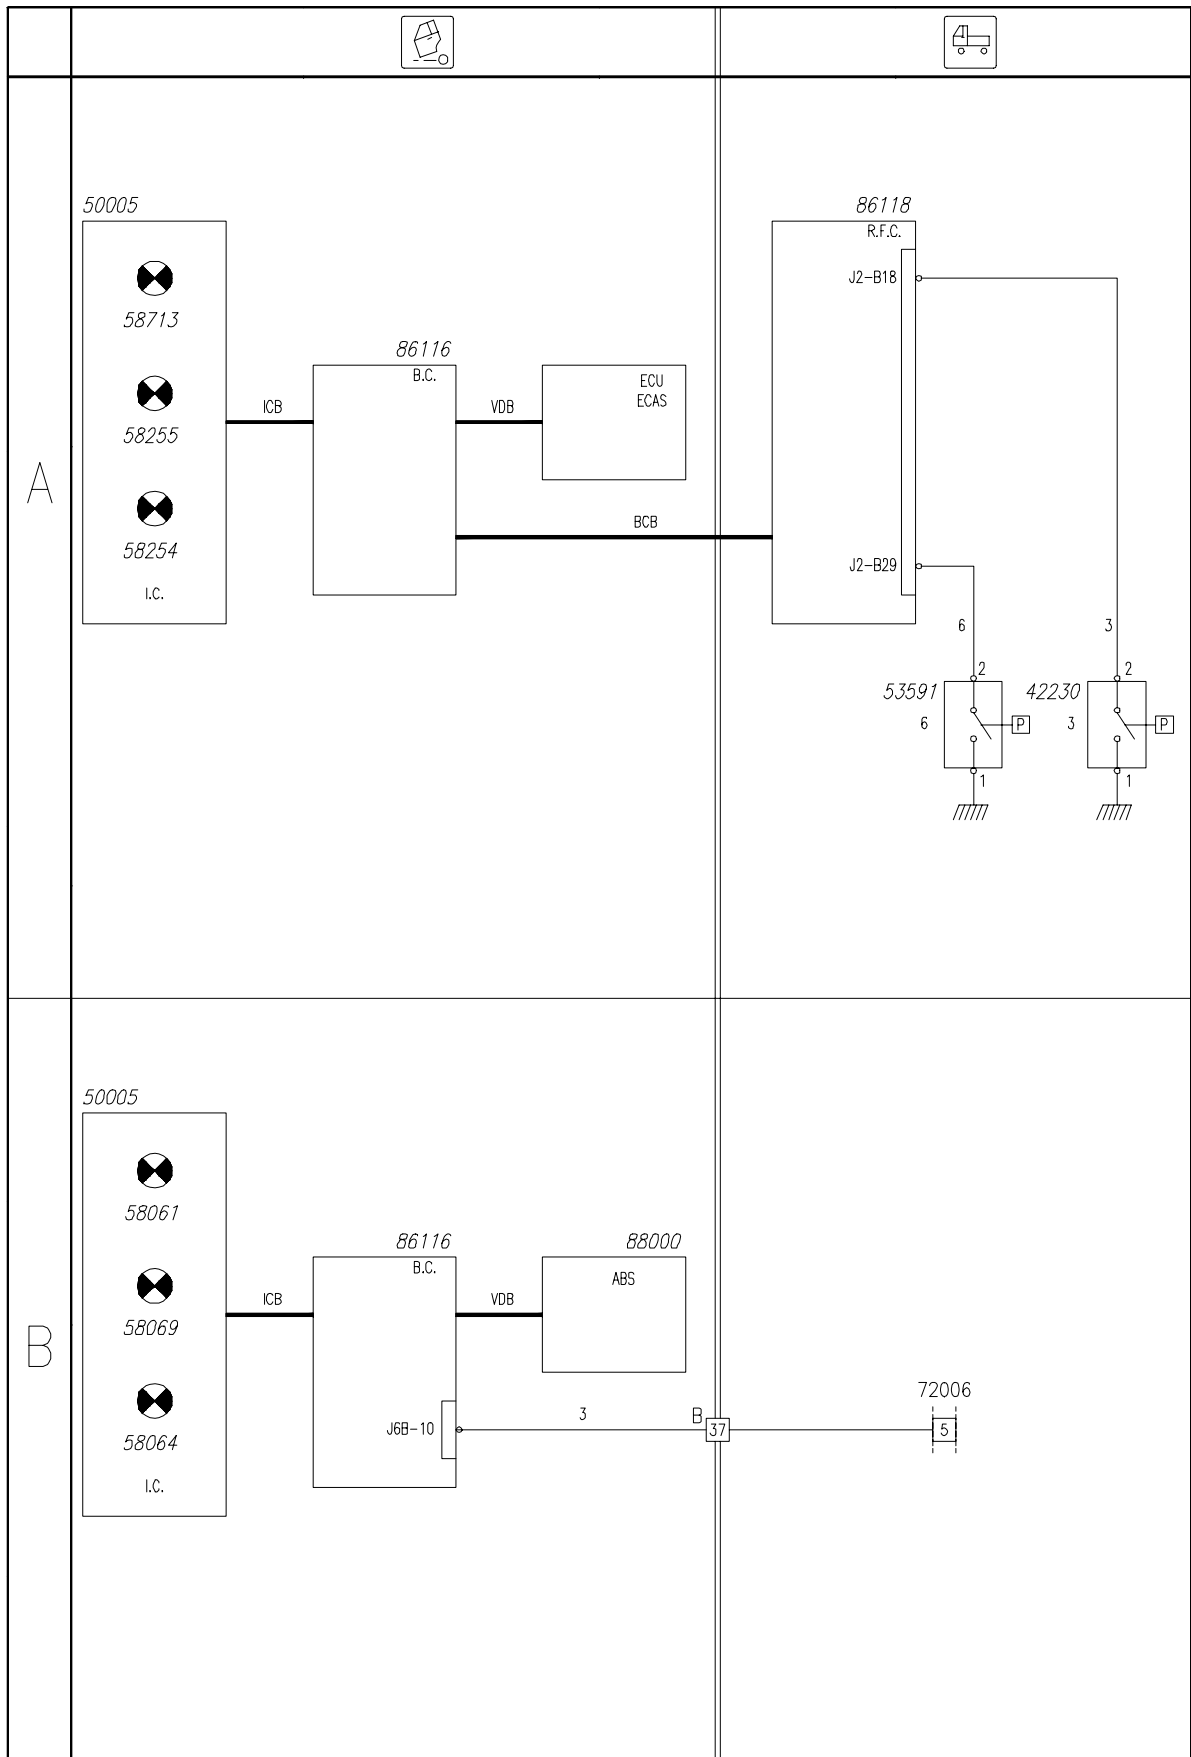 50005
86118
R.F.C.
J2-B18
58713
86116
B.C.
ECU
ECAS
ICB
VDB
58255
A
BCB
58254
J2-B29
I.C.
6
3
2
2
53591
42230
6
P
3
P
1
1
50005
58061
86116
88000
B.C.
ABS
ICB
VDB
58069
B
72006
58064
J6B-10
3
B
37
5
I.C.